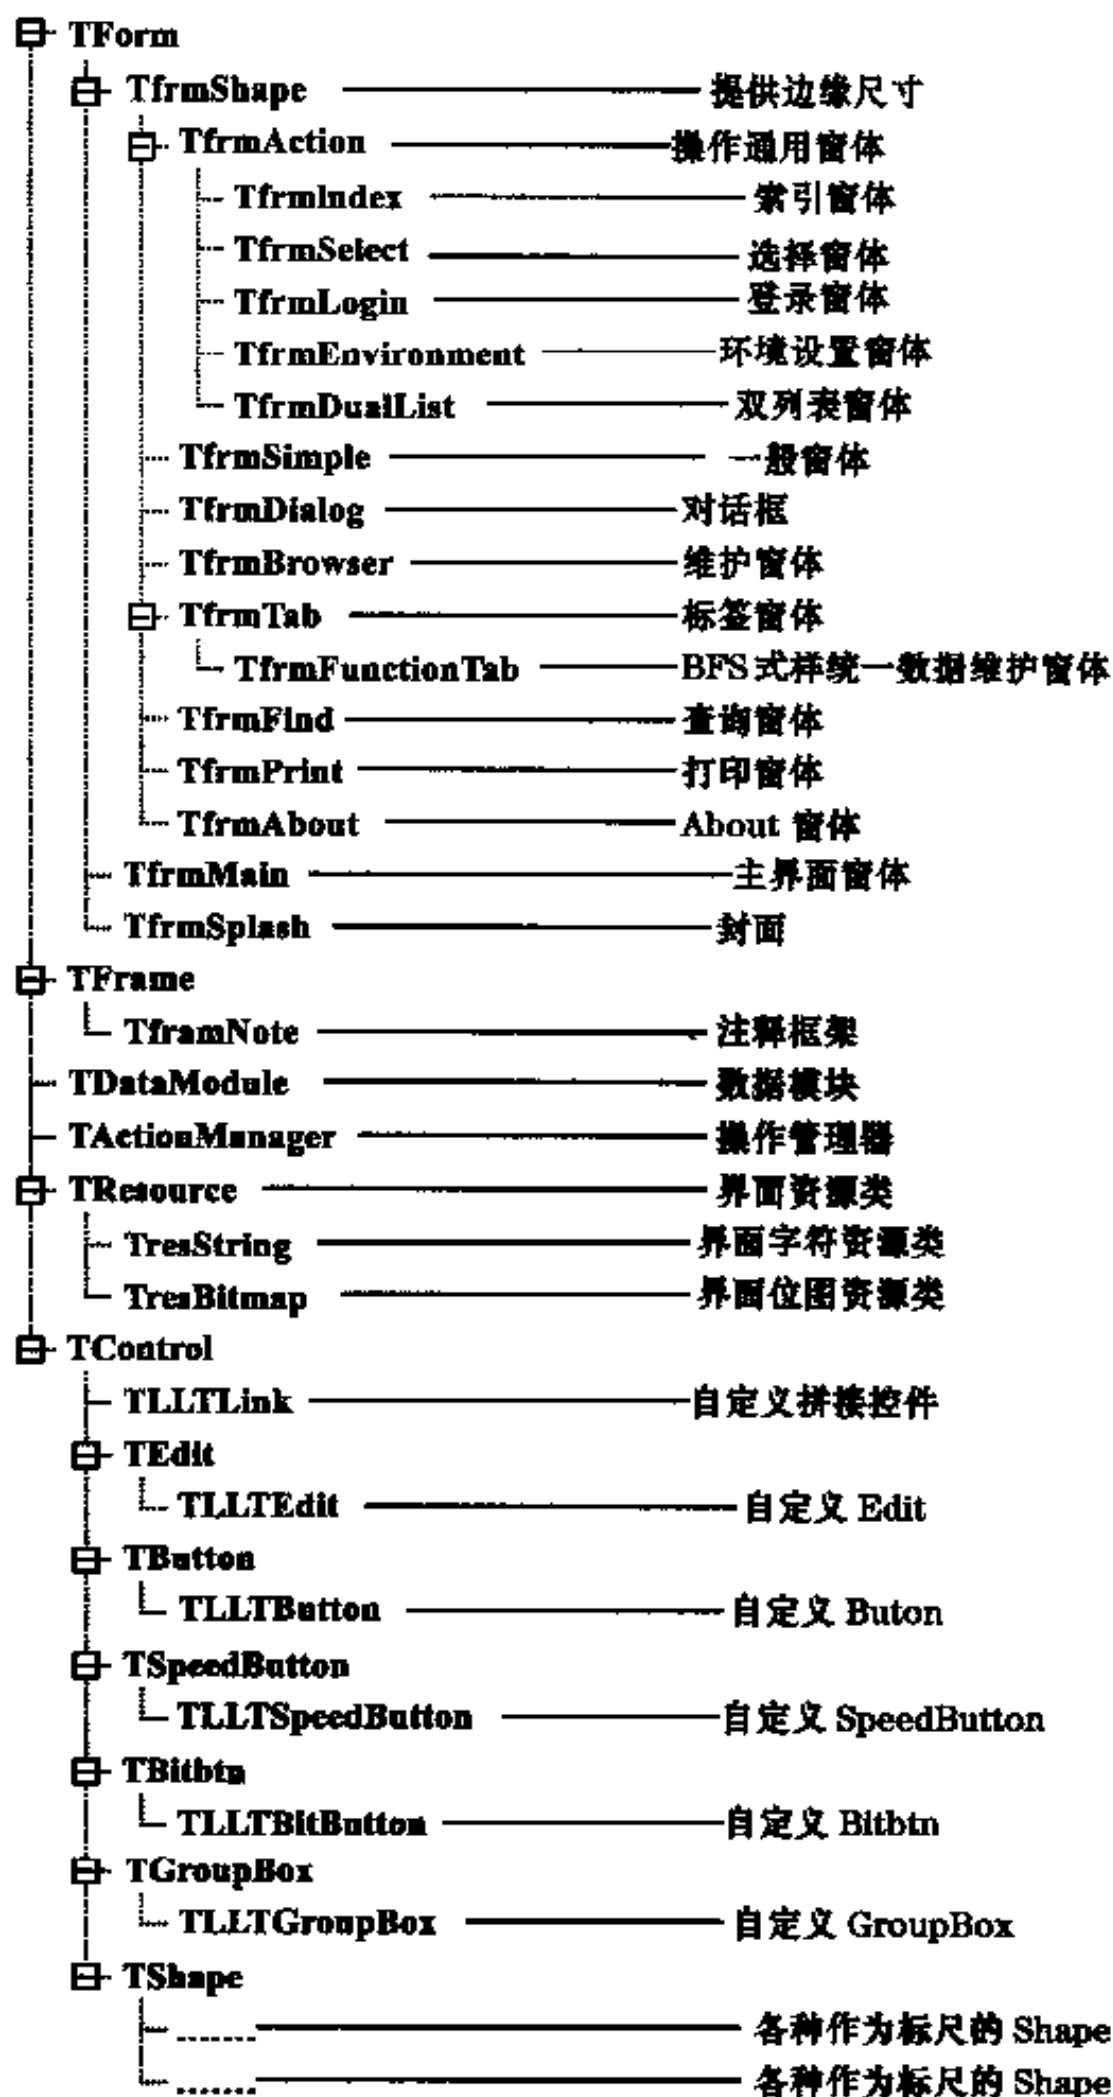 TForm
TfrmShape 提供边缘尺寸
TfrmAction 操作通用窗体
TfrmIndex 索引窗体
TfrmSelect 选择窗体
TfrmLogin 登录窗体
TfrmEnvironment 环境设置窗体
TfrmDualList 双列表窗体
TfrmSimple 一般窗体
TfrmDialog 对话框
TfrmBrowser 维护窗体
TfrmTab 标签窗体
TfrmFunctionTab BFS式样统一数据维护窗体
TfrmFind 查询窗体
TfrmPrint 打印窗体
TfrmAbout About 窗体
TfrmMain 主界面窗体
TfrmSplash 封面
TFrame
TframNote 注释框架
TDataModule 数据模块
TActionManager 操作管理器
TResource 界面资源类
TresString 界面字符资源类
TresBitmap 界面位图资源类
TControl
TLLTLink 自定义拼接控件
TEdit
TLLTEdit 自定义 Edit
TButton
TLLTButton 自定义 Buton
TSpeedButton
TLLTSpeedButton 自定义 SpeedButton
TBitbtn
TLLTBitButton 自定义 Bitbtn
TGroupBox
TLLTGroupBox 自定义 GroupBox
TShape
...... 各种作为标尺的 Shape
...... 各种作为标尺的 Shape